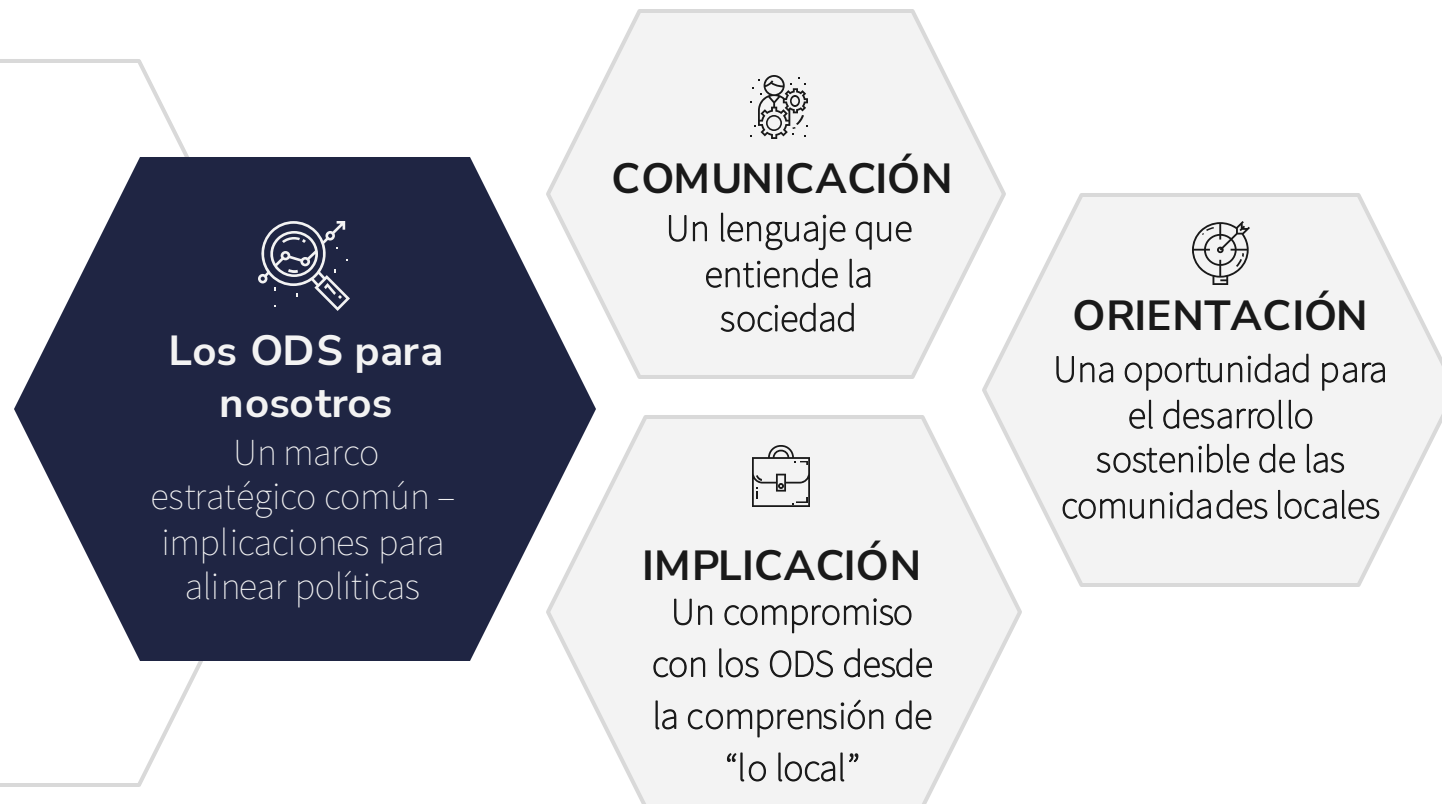 Los ODS para
nosotros
Un marco
estratégico común –
implicaciones para
alinear políticas
COMUNICACIÓN
Un lenguaje que
entiende la
sociedad
IMPLICACIÓN
Un compromiso
con los ODS desde
la comprensión de
“lo local”
ORIENTACIÓN
Una oportunidad para
el desarrollo
sostenible de las
comunidades locales